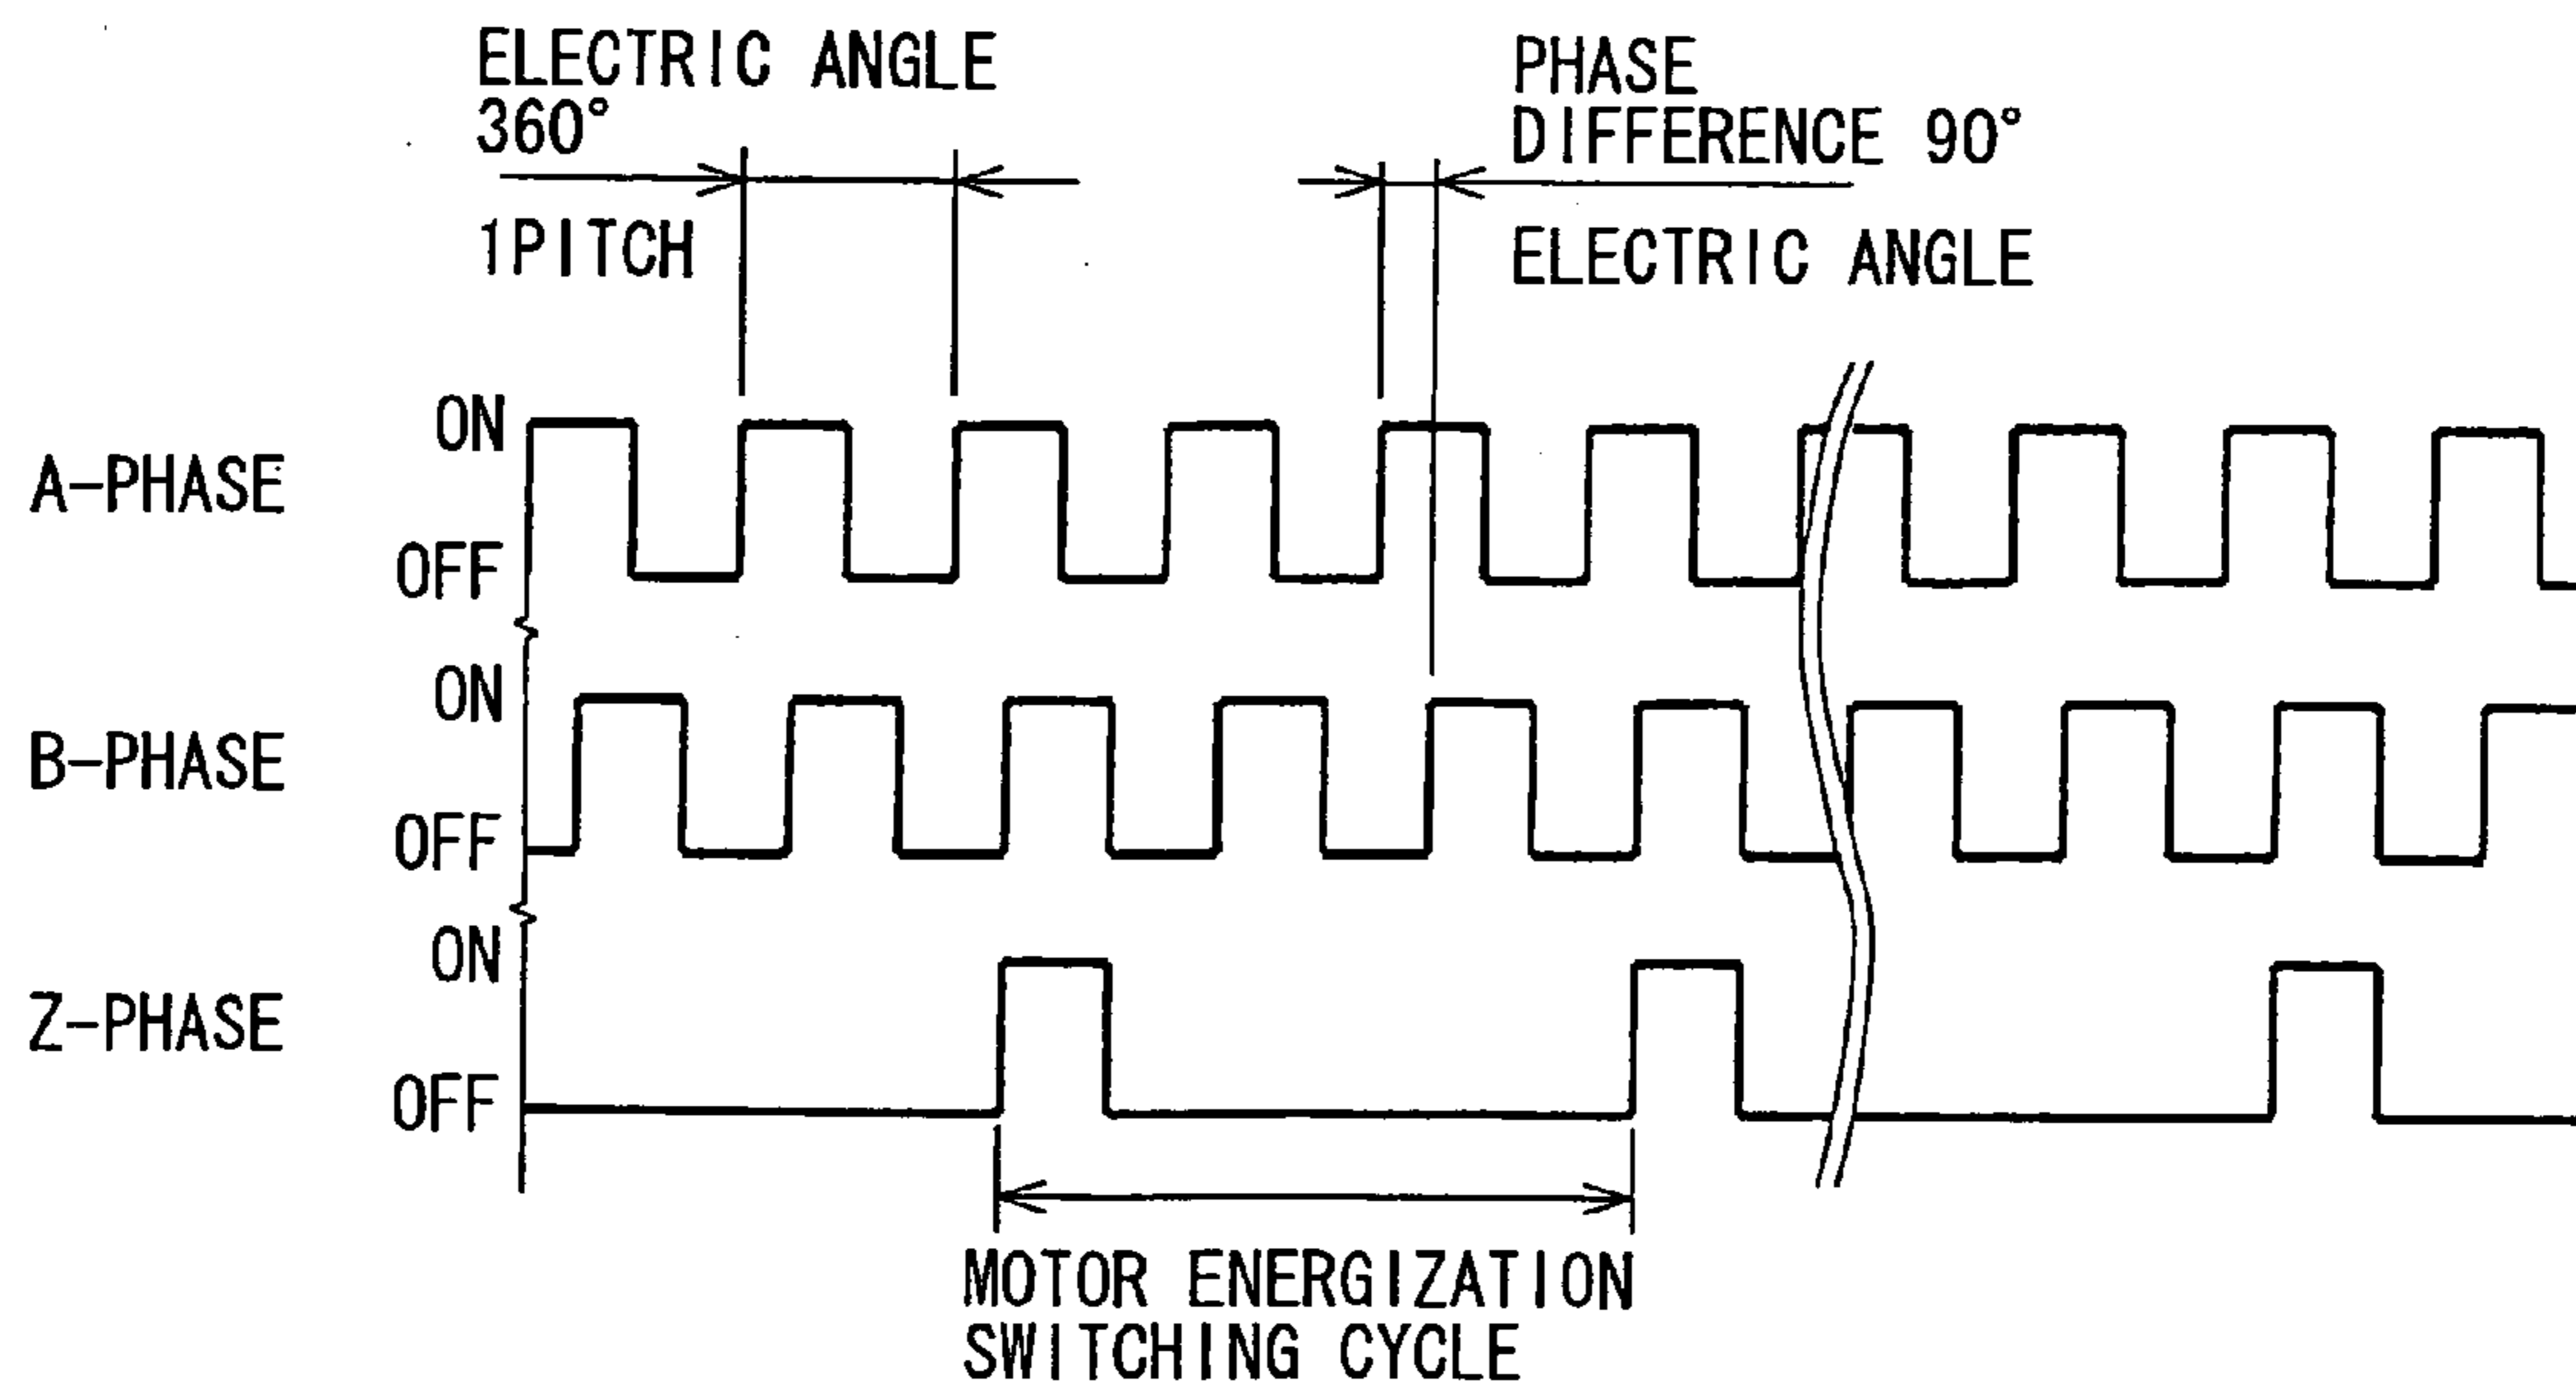 ELECTRIC ANGLE
360°
1PITCH
PHASE
DIFFERENCE 90°
ELECTRIC ANGLE
A-PHASE
ON
OFF
B-PHASE
ON
OFF
Z-PHASE
ON
OFF
MOTOR ENERGIZATION
SWITCHING CYCLE